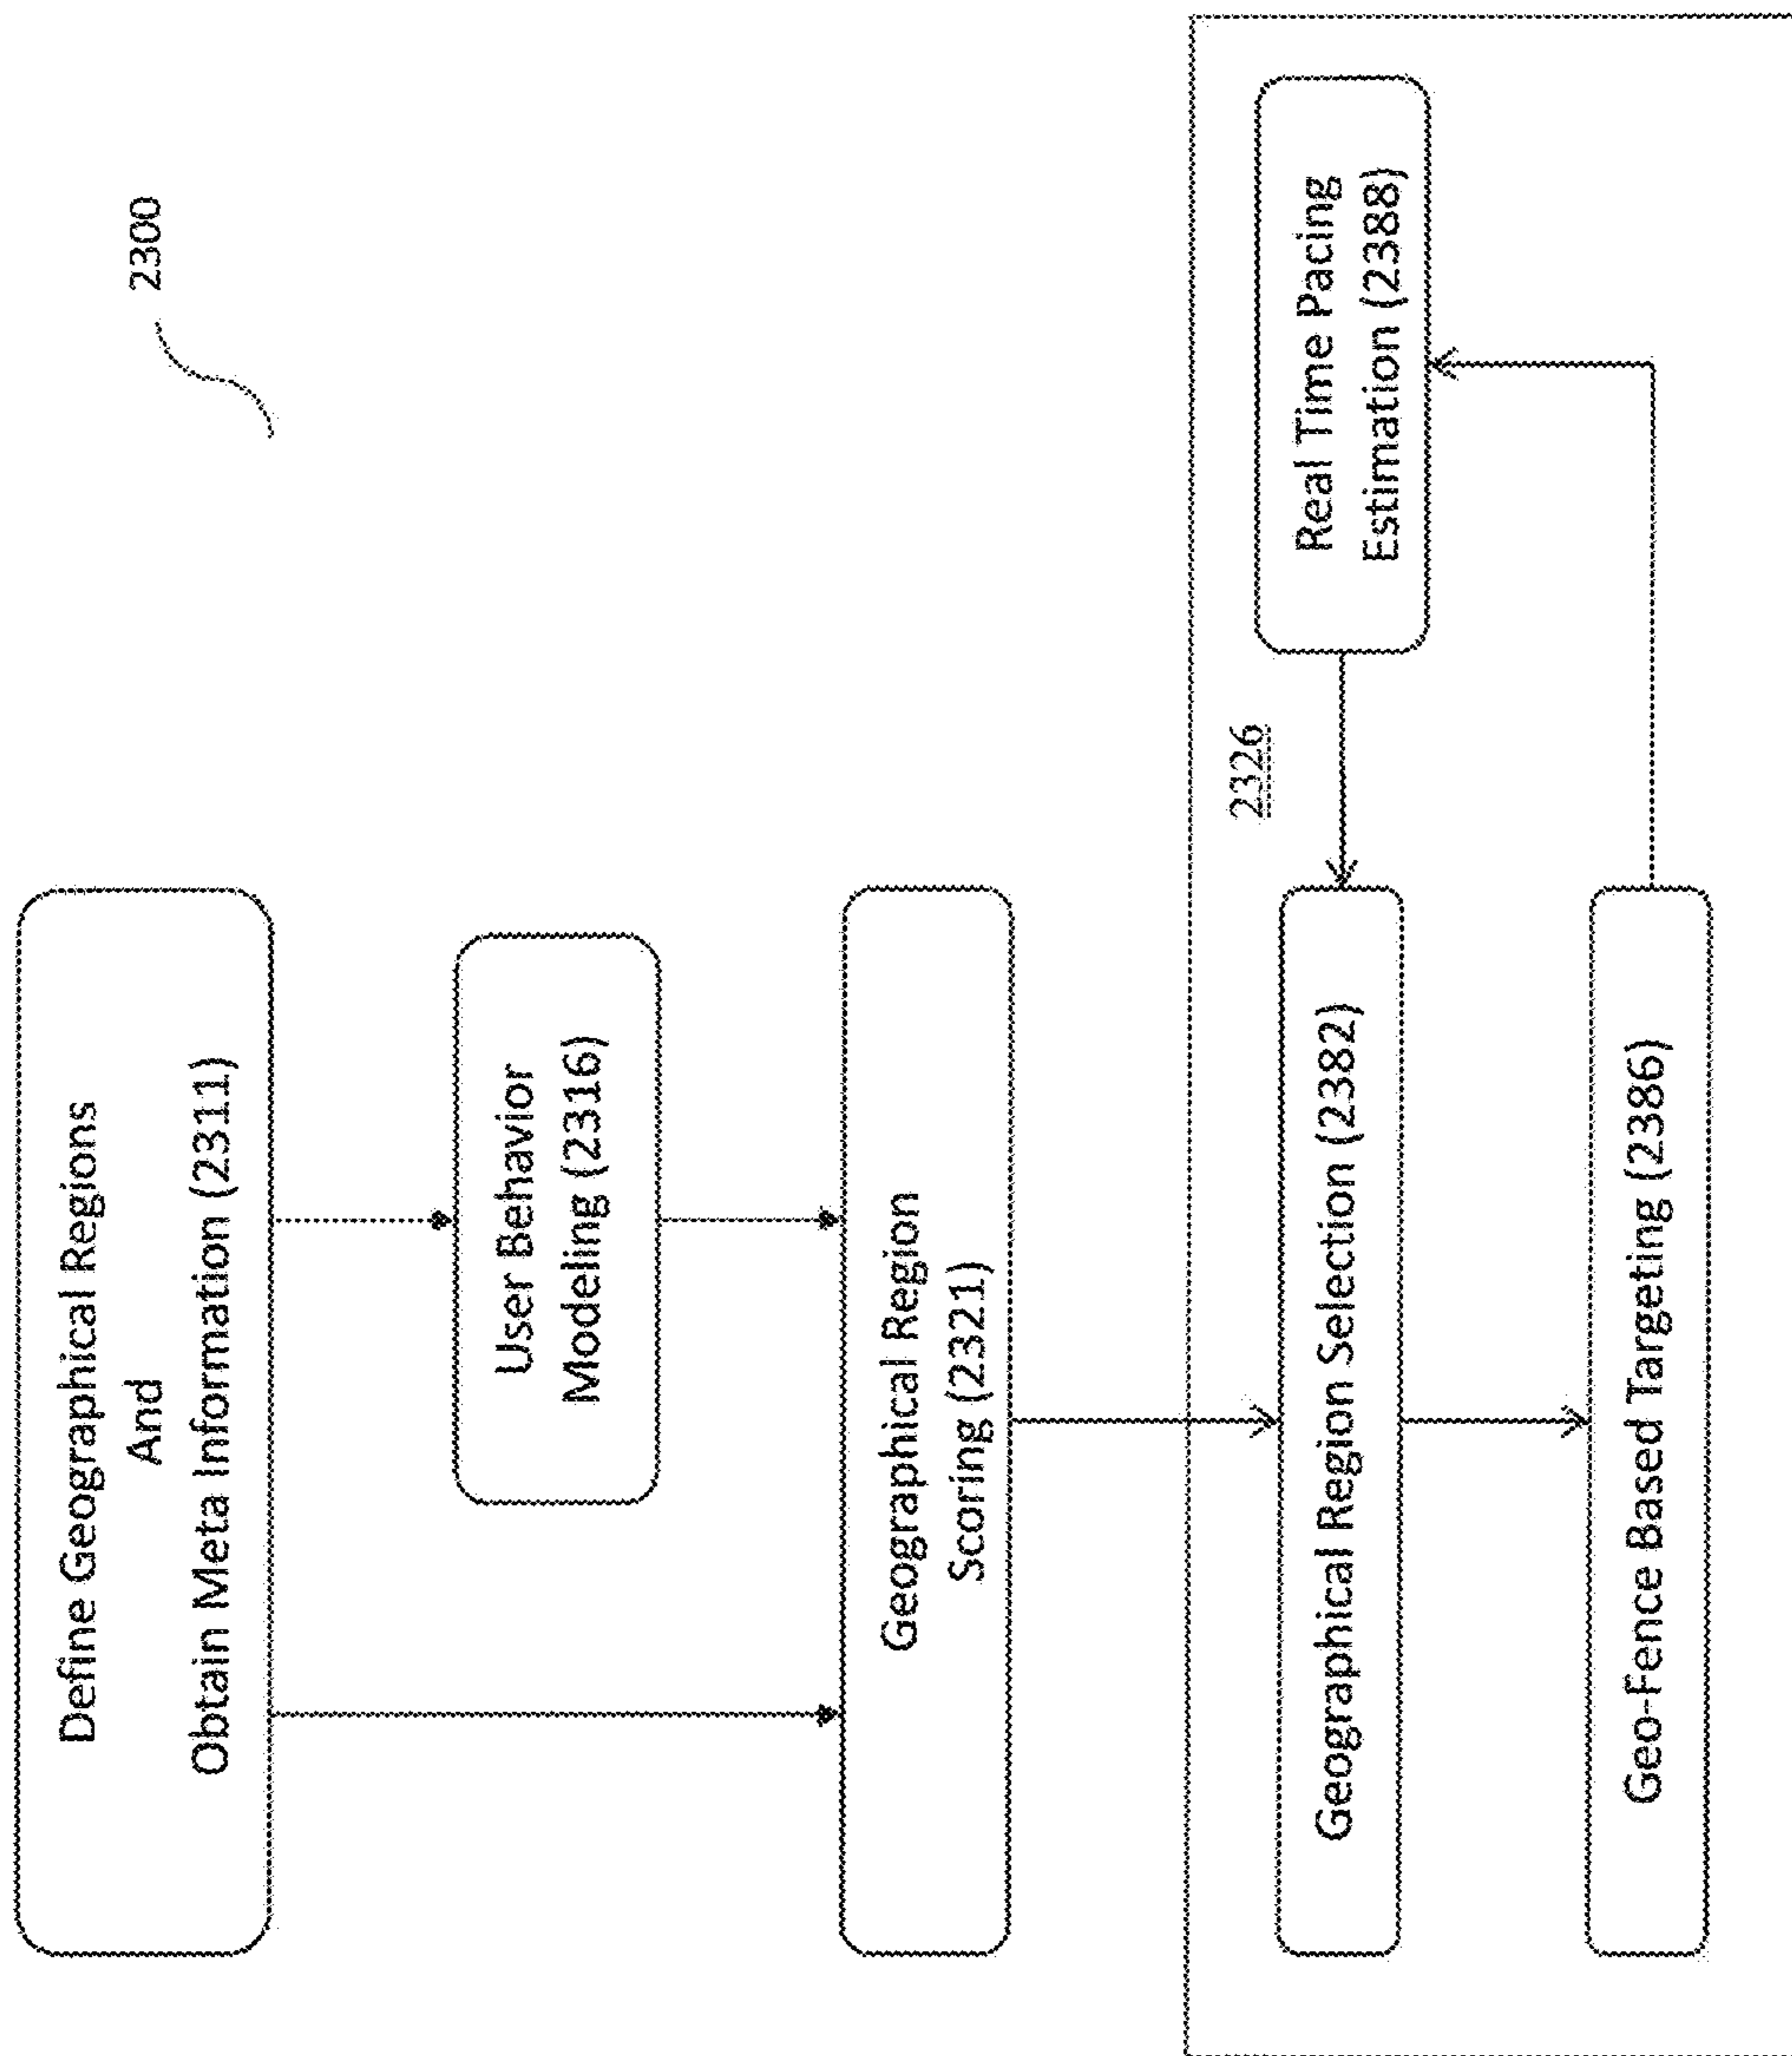 2300
Define Geographical Regions
And
Obtain Meta Information (2311)
User Behavior
Modeling (2316)
Geographical Region
Scoring (2321)
2326
Geographical Region Selection (2382)
Real Time Pacing
Estimation (2388)
Geo-Fence Based Targeting (2386)